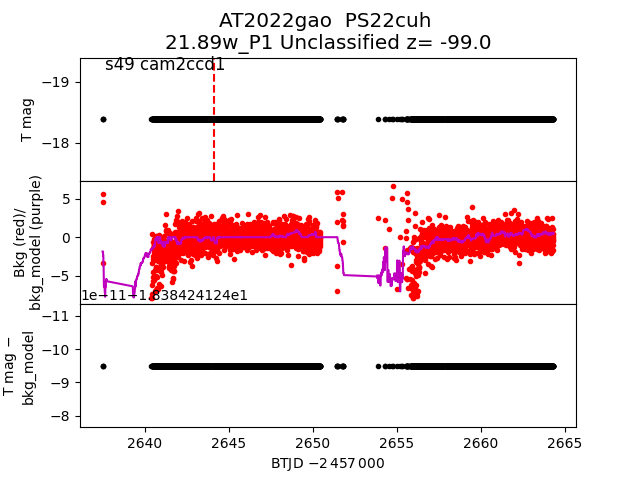 AT2022gao  PS22cuh
21.89w_P1 Unclassified z= -99.0
s49 cam2ccd1
T mag
−19
−18
Bkg (red)/
bkg_model (purple)
5
0
−5
1e−11−1.838424124e1
T mag −
bkg_model
−11
−10
−9
−8
2640
2645
2650
2655
2660
2665
BTJD −2 457 000